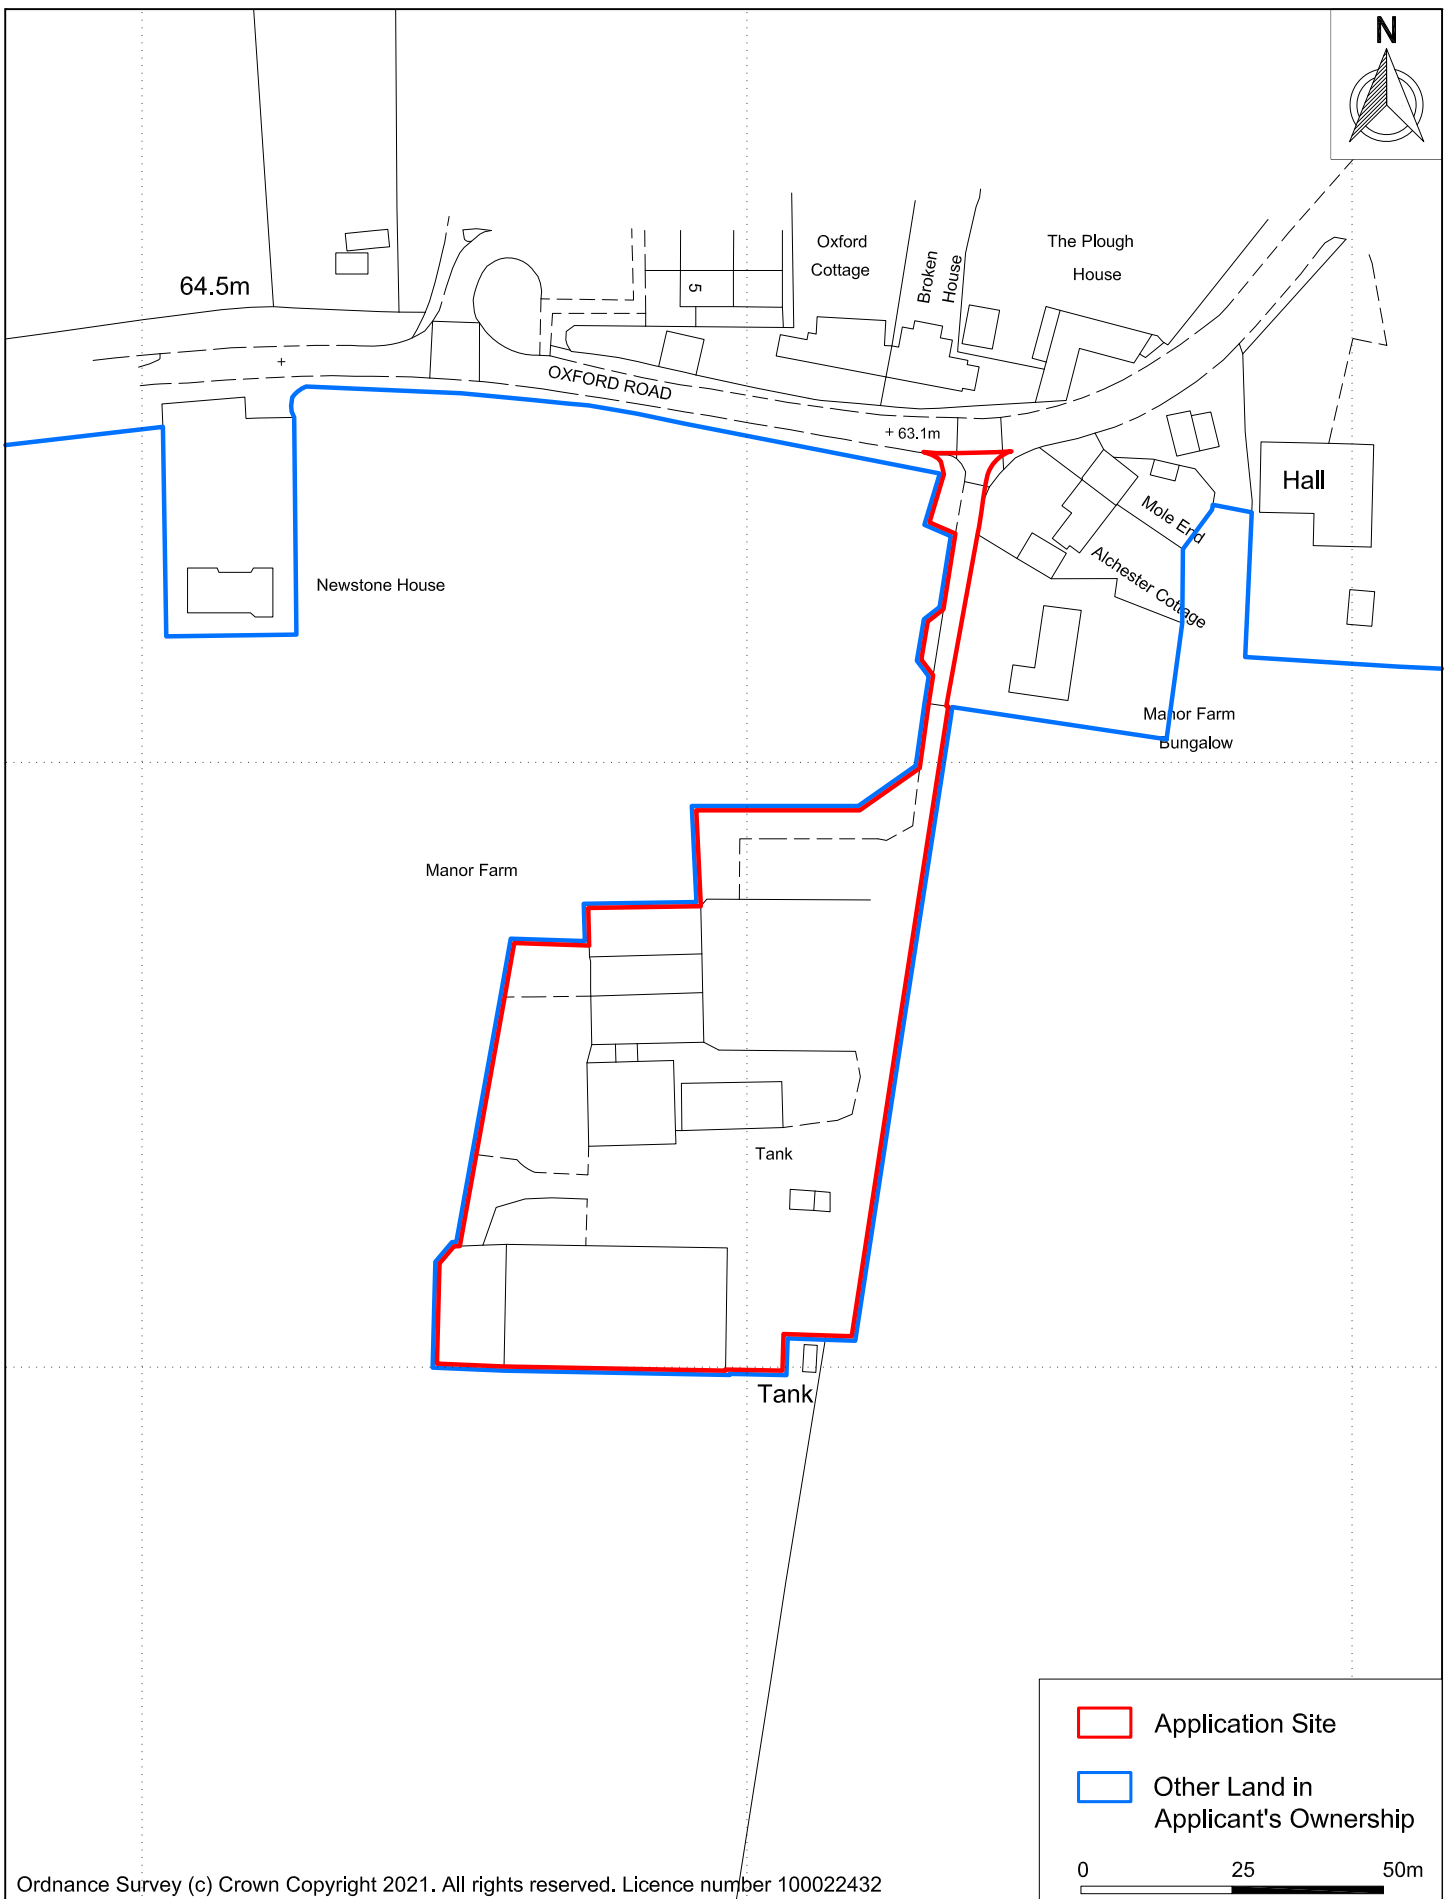 N
64.5m
Oxford
Cottage
Broken
House
The Plough
House
5
OXFORD ROAD
+ 63.1m
Hall
Mole End
Alchester Cottage
Newstone House
Manor Farm
Bungalow
Manor Farm
Tank
Tank
Application Site
Other Land in
Applicant's Ownership
0 25 50m
Ordnance Survey (c) Crown Copyright 2021. All rights reserved. Licence number 100022432